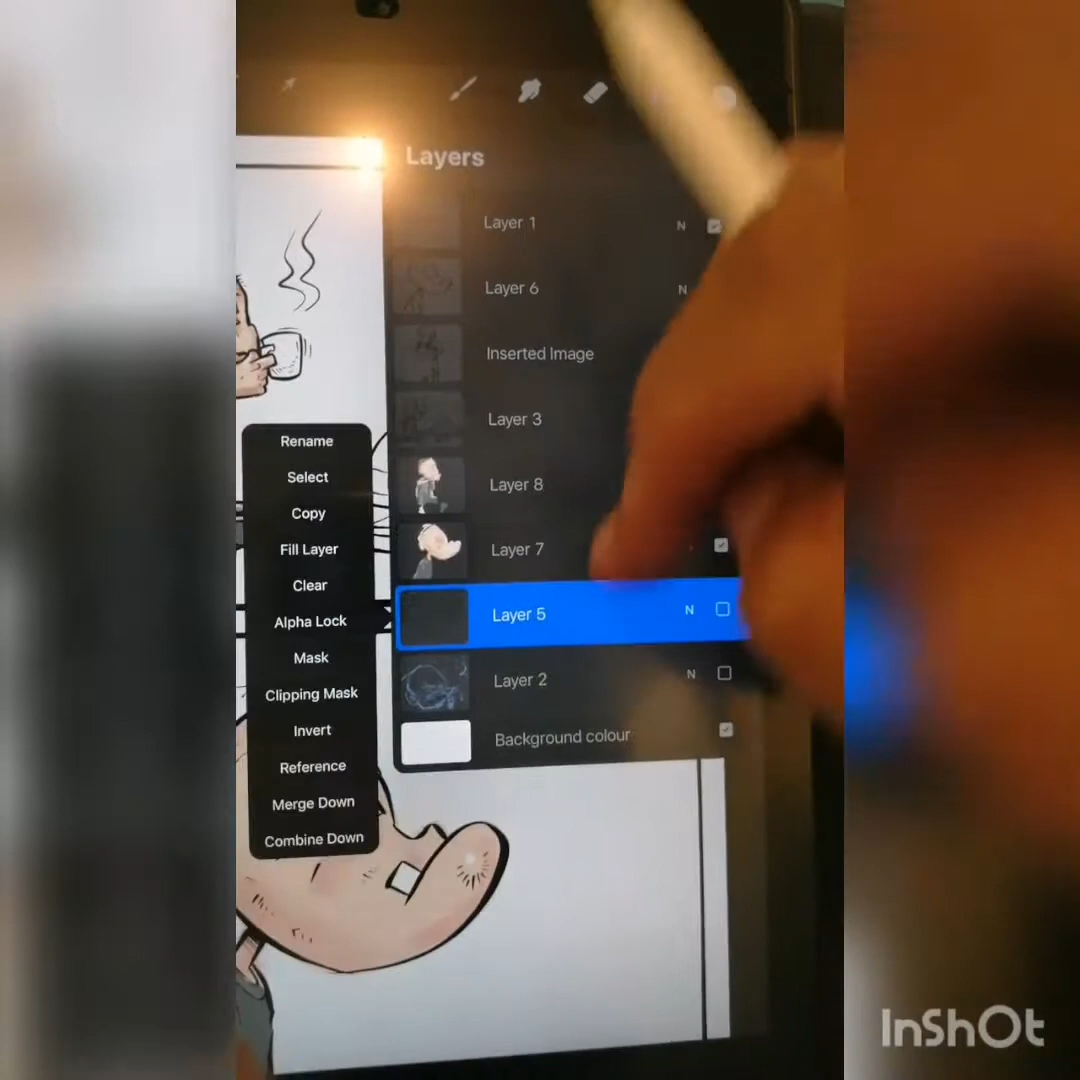 Layers
Layer 1 N
Layer 6 N
Inserted Image
Layer 3
Layer 8
Layer 7
Layer 5 N
Layer 2 N
Background colour
Rename
Select
Copy
Fill Layer
Clear
Alpha Lock
Mask
Clipping Mask
Invert
Reference
Merge Down
Combine Down
InShOt